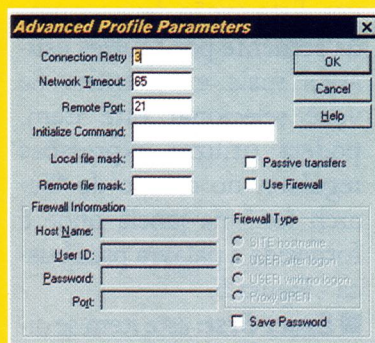 Advanced Profile Parameters
Connection Retry 3
OK
Network Timeout: 65
Cancel
Remote Port: 21
Help
Initialize Command:
Local file mask:
Passive transfers
Remote file mask:
Use Firewall
Firewall Information
Firewall Type
Host Name:
SITE hostname
User ID:
USER after logon
Password:
USER with no logon
Port:
Proxy OPEN
Save Password